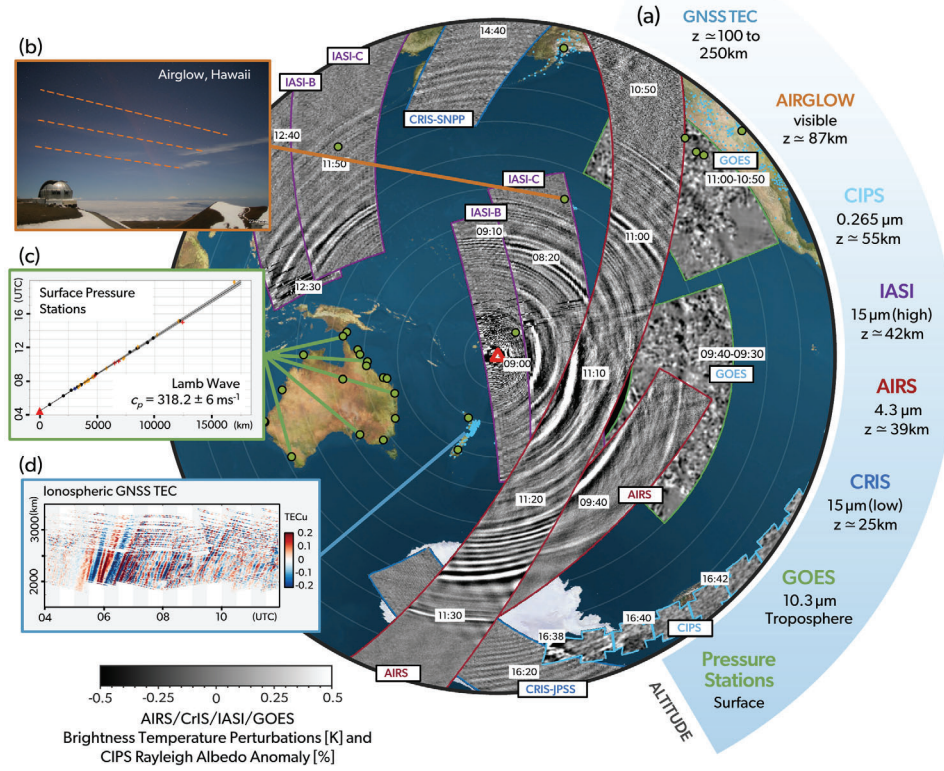 (a)
GNSS TEC
z ≃100 to
250km
AIRGLOW
visible
z ≃ 87km
CIPS
0.265 µm
z ≃ 55km
IASI
15 µm (high)
z ≃ 42km
AIRS
4.3 µm
z ≃ 39km
CRIS
15 µm (low)
z ≃ 25km
GOES
10.3 µm
Troposphere
Pressure
Stations
Surface
ALTITUDE
(b)
Airglow, Hawaii
(c)
(UTC)
Surface Pressure
Stations
16
12
08
04
Lamb Wave
cp = 318.2 ± 6 ms-1
0
5000
10000
15000
(km)
(d)
Ionospheric GNSS TEC
(km)
3000
2000
TECu
0.2
0.1
0
-0.1
-0.2
04
06
08
10
(UTC)
-0.5
-0.25
0
0.25
0.5
AIRS/CrIS/IASI/GOES
Brightness Temperature Perturbations [K] and
CIPS Rayleigh Albedo Anomaly [%]
14:40
IASI-C
IASI-B
CRIS-SNPP
10:50
12:40
11:50
GOES
11:00-10:50
IASI-C
IASI-B
09:10
11:00
08:20
12:30
09:00
09:40-09:30
GOES
11:10
AIRS
11:20
09:40
16:42
11:30
16:40
CIPS
16:38
16:20
AIRS
CRIS-JPSS